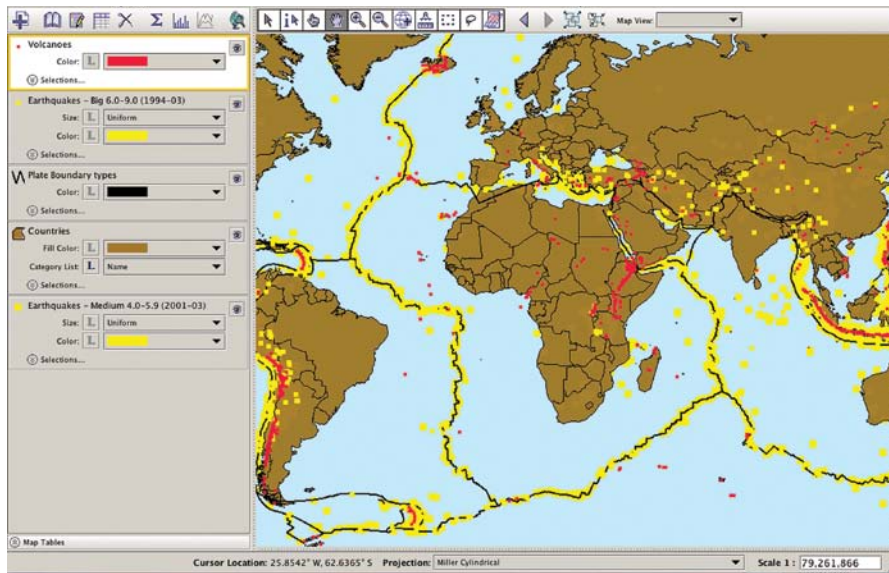 Map View:
Volcanoes
Color: L
Selections...
Earthquakes - Big 6.0-9.0 (1994-03)
Size: L Uniform
Color: L
Selections...
Plate Boundary types
Color: L
Selections...
Countries
Fill Color: L
Category List: L Name
Selections...
Earthquakes - Medium 4.0-5.9 (2001-03)
Size: L Uniform
Color: L
Selections...
Map Tables
Cursor Location: 25.8542° W, 62.6365° S Projection: Miller Cylindrical Scale 1 : 79,261,866